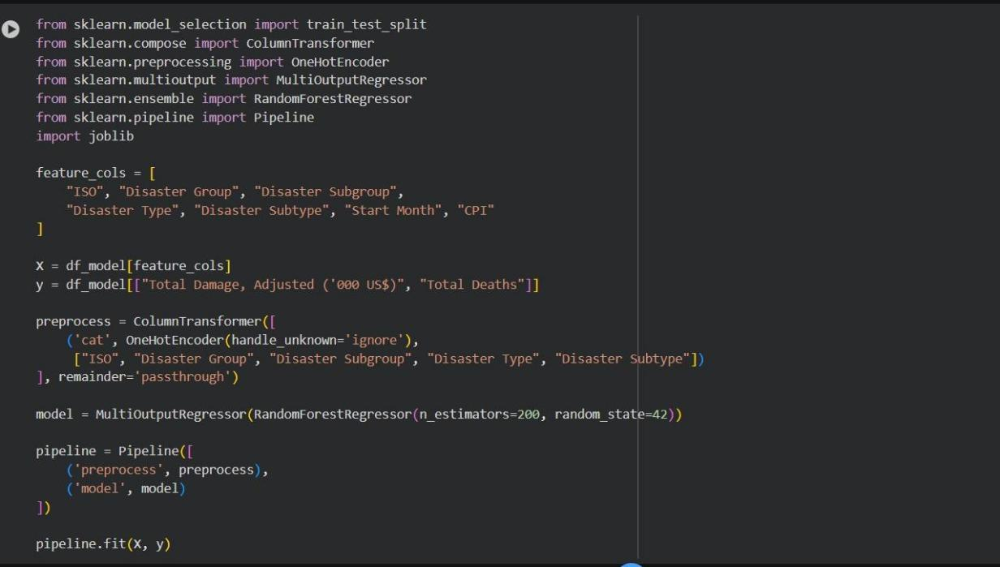 from sklearn.model_selection import train_test_split
from sklearn.compose import ColumnTransformer
from sklearn.preprocessing import OneHotEncoder
from sklearn.multioutput import MultiOutputRegressor
from sklearn.ensemble import RandomForestRegressor
from sklearn.pipeline import Pipeline
import joblib

feature_cols = [
    "ISO", "Disaster Group", "Disaster Subgroup",
    "Disaster Type", "Disaster Subtype", "Start Month", "CPI"
]

X = df_model[feature_cols]
y = df_model[["Total Damage, Adjusted ('000 US$)", "Total Deaths"]]

preprocess = ColumnTransformer([
    ('cat', OneHotEncoder(handle_unknown='ignore'),
     ["ISO", "Disaster Group", "Disaster Subgroup", "Disaster Type", "Disaster Subtype"])
], remainder='passthrough')

model = MultiOutputRegressor(RandomForestRegressor(n_estimators=200, random_state=42))

pipeline = Pipeline([
    ('preprocess', preprocess),
    ('model', model)
])

pipeline.fit(X, y)